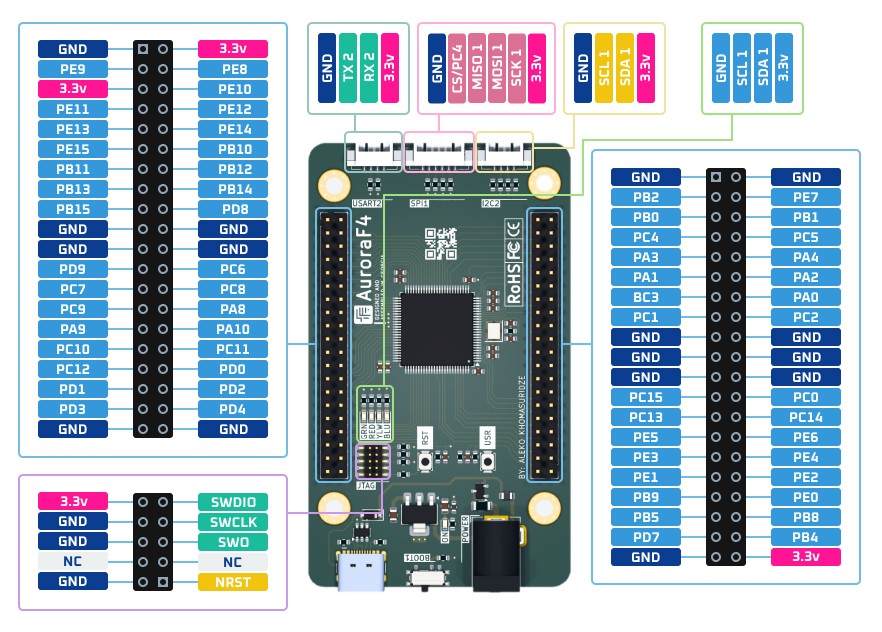 GND 3.3v
PE9 PE8
3.3v PE10
PE11 PE12
PE13 PE14
PE15 PB10
PB11 PB12
PB13 PB14
PB15 PD8
GND GND
GND GND
PD9 PC6
PC7 PC8
PC9 PA8
PA9 PA10
PC10 PC11
PC12 PD0
PD1 PD2
PD3 PD4
GND GND
GND TX 2 RX 2 3.3v
GND CS/PC4 MISO 1 MOSI 1 SCK 1 3.3v
GND SCL 1 SDA 1 3.3v
GND SCL 1 SDA 1 3.3v
USART2 SPI1 I2C2
AuroraF4
DESIGNED AND
RoHS FC CE
GRN
RED
YLW
BLU
RST
USR
BY: ALEKO KHOMASURIDZE
JTAG
ON
POWER
BOOT1
GND GND
PB2 PE7
PB0 PB1
PC4 PC5
PA3 PA4
PA1 PA2
BC3 PA0
PC1 PC2
GND GND
GND GND
GND GND
PC15 PC0
PC13 PC14
PE5 PE6
PE3 PE4
PE1 PE2
PB9 PE0
PB5 PB8
PD7 PB4
GND 3.3v
3.3v SWDIO
GND SWCLK
GND SWO
NC NC
GND NRST